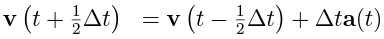 v(t + ½Δt) = v(t − ½Δt) + Δta(t)